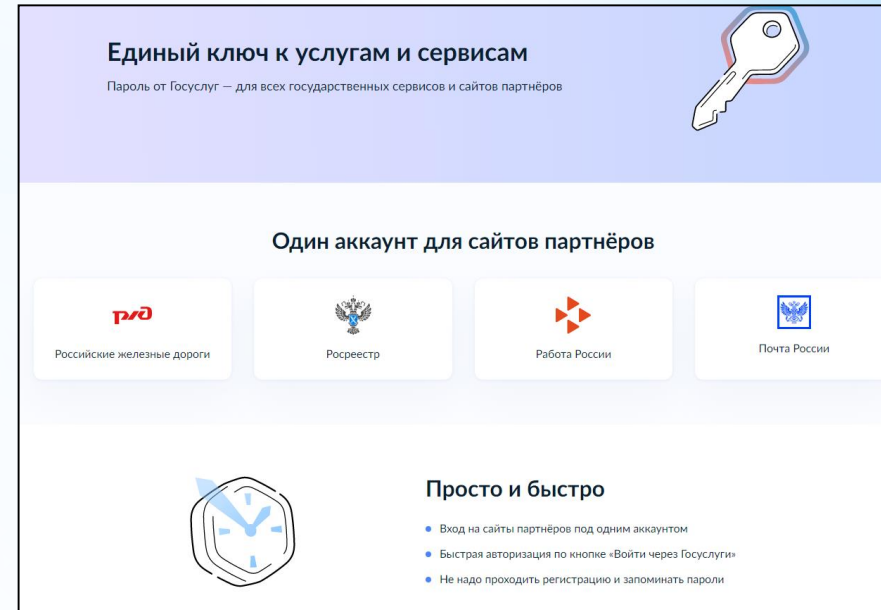 Единый ключ к услугам и сервисам
Пароль от Госуслуг — для всех государственных сервисов и сайтов партнёров
Один аккаунт для сайтов партнёров
ржд
Российские железные дороги
Росреестр
Работа России
Почта России
Просто и быстро
Вход на сайты партнёров под одним аккаунтом
Быстрая авторизация по кнопке «Войти через Госуслуги»
Не надо проходить регистрацию и запоминать пароли